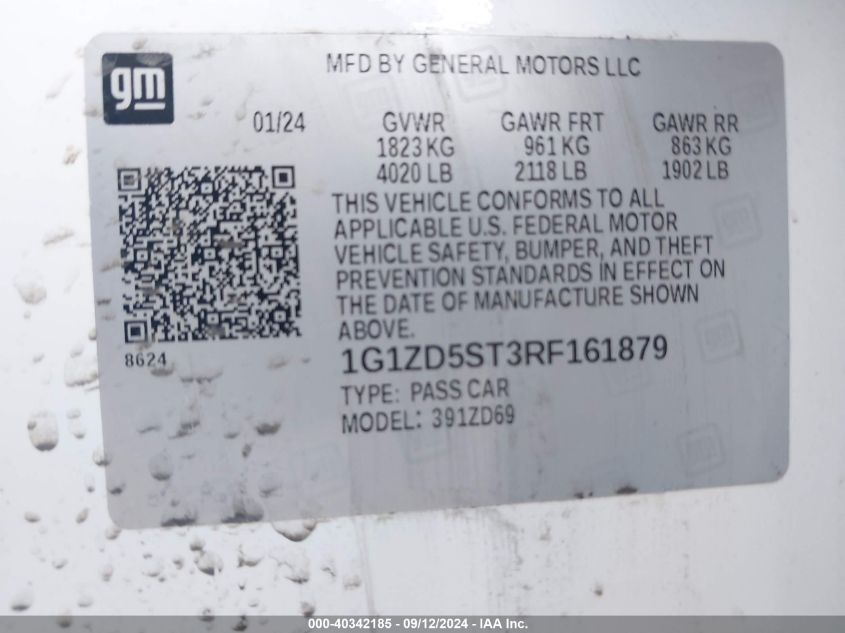 gm
MFD BY GENERAL MOTORS LLC
01/24 GVWR GAWR FRT GAWR RR
1823 KG 961 KG 863 KG
4020 LB 2118 LB 1902 LB
THIS VEHICLE CONFORMS TO ALL
APPLICABLE U.S. FEDERAL MOTOR
VEHICLE SAFETY, BUMPER, AND THEFT
PREVENTION STANDARDS IN EFFECT ON
THE DATE OF MANUFACTURE SHOWN
ABOVE.
8624
1G1ZD5ST3RF161879
TYPE: PASS CAR
MODEL: 391ZD69
000-40342185 - 09/12/2024 - IAA Inc.